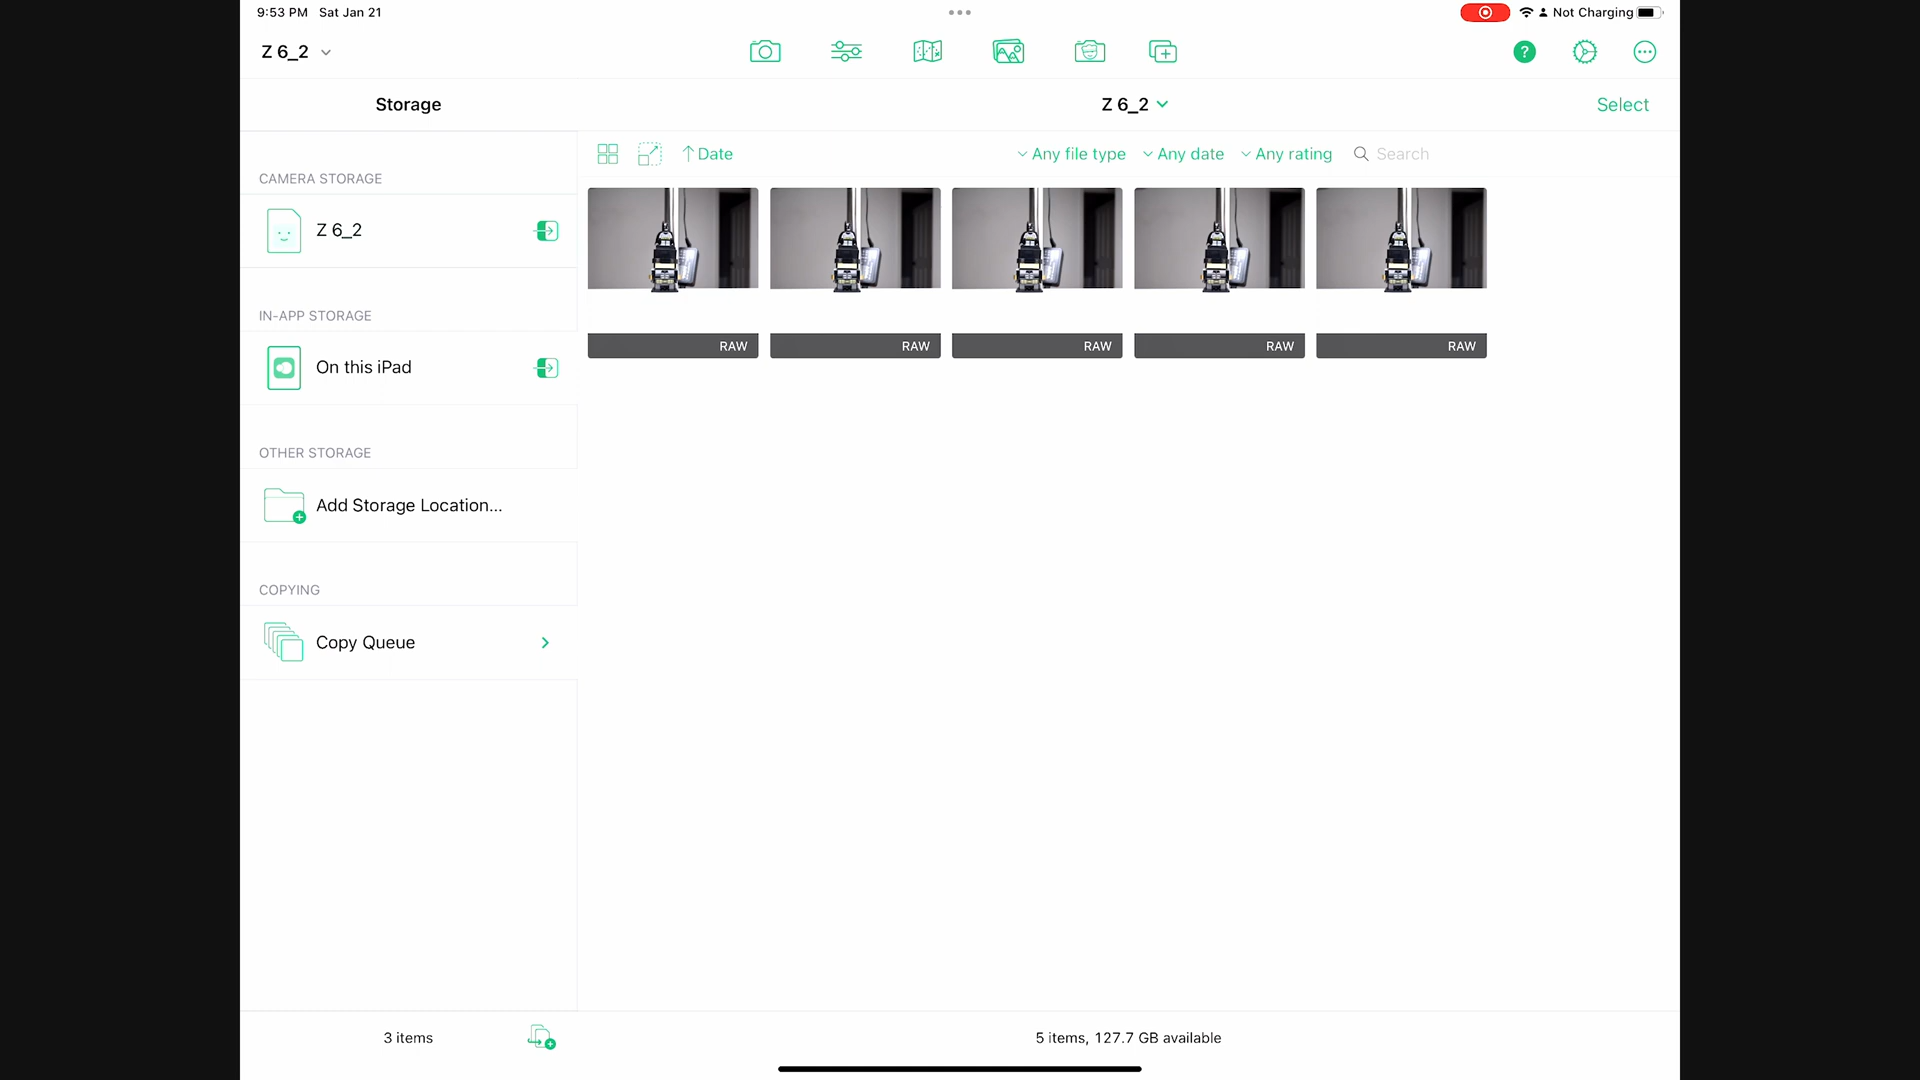 9:53 PM Sat Jan 21
Not Charging
Z 6_2
?
Storage
Z 6_2
Select
Date
Any file type
Any date
Any rating
Search
CAMERA STORAGE
Z 6_2
RAW
RAW
RAW
RAW
RAW
IN-APP STORAGE
On this iPad
OTHER STORAGE
Add Storage Location...
COPYING
Copy Queue
3 items
5 items, 127.7 GB available